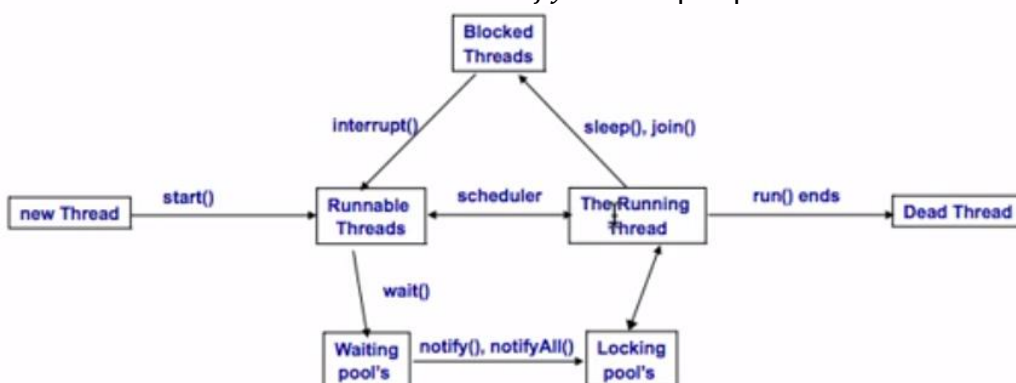 Blocked
Threads
interrupt()
sleep(), join()
new Thread
start()
Runnable
Threads
scheduler
The Running
Thread
run() ends
Dead Thread
wait()
Waiting
pool's
notify(), notifyAll()
Locking
pool's